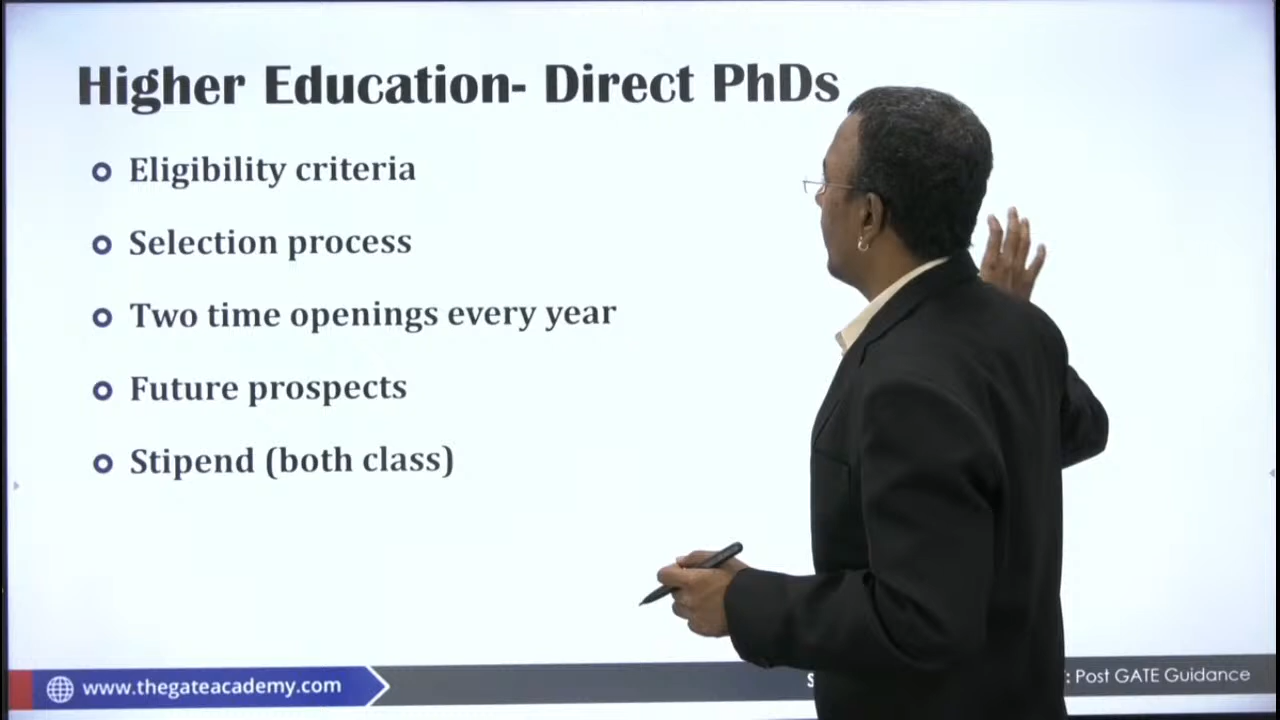 Higher Education- Direct PhDs
Eligibility criteria
Selection process
Two time openings every year
Future prospects
Stipend (both class)
www.thegateacademy.com
: Post GATE Guidance